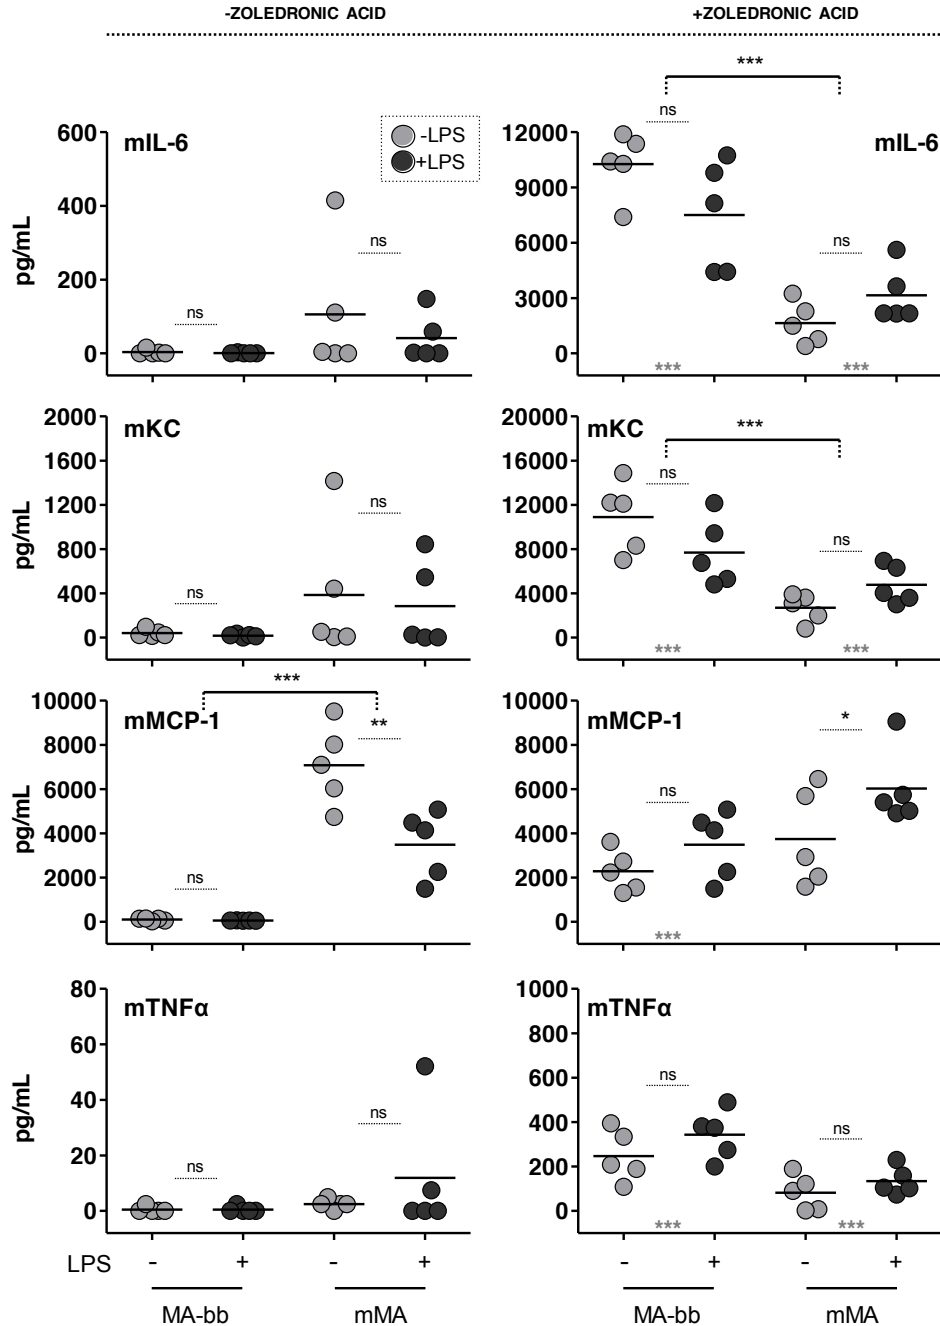 -ZOLEDRONIC ACID +ZOLEDRONIC ACID
***
600 mIL-6 -LPS 12000 ns mIL-6
+LPS
400 9000
ns ns
pg/mL 6000
200 ns 3000
0 0
*** ***
2000 mKC 20000 mKC ***
1600 16000 ns
1200 ns 12000
pg/mL ns
800 8000
400 ns 4000
0 0
*** ***
***
10000 mMCP-1 ** 10000 mMCP-1 *
8000 8000
6000 6000 ns
pg/mL
4000 4000
2000 ns 2000
0 0
***
80 mTNFα 1000 mTNFα
800
60 600 ns
pg/mL
40 ns 400 ns
20 ns 200
0 0
*** ***
LPS - + - + - + - +
MA-bb mMA MA-bb mMA